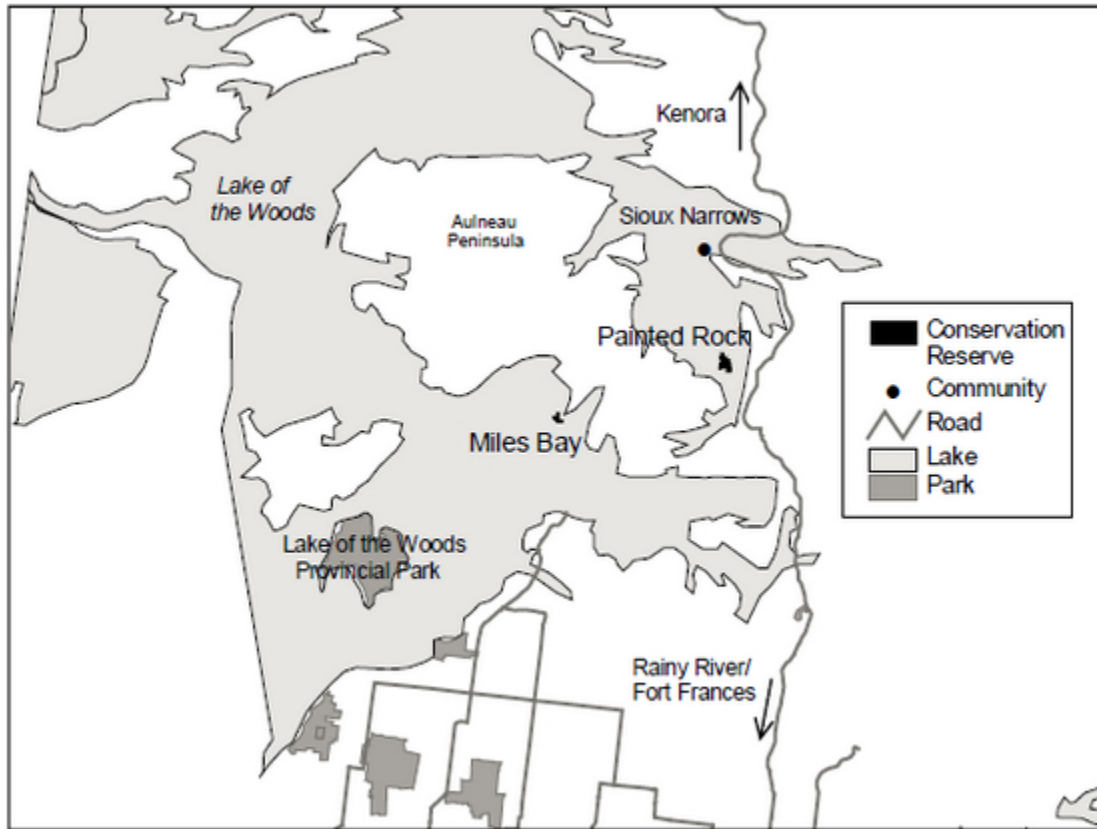 Kenora
Lake of
the Woods
Aulneau
Peninsula
Sioux Narrows
Painted Rock
Miles Bay
Conservation
Reserve
Community
Road
Lake
Park
Lake of the Woods
Provincial Park
Rainy River/
Fort Frances